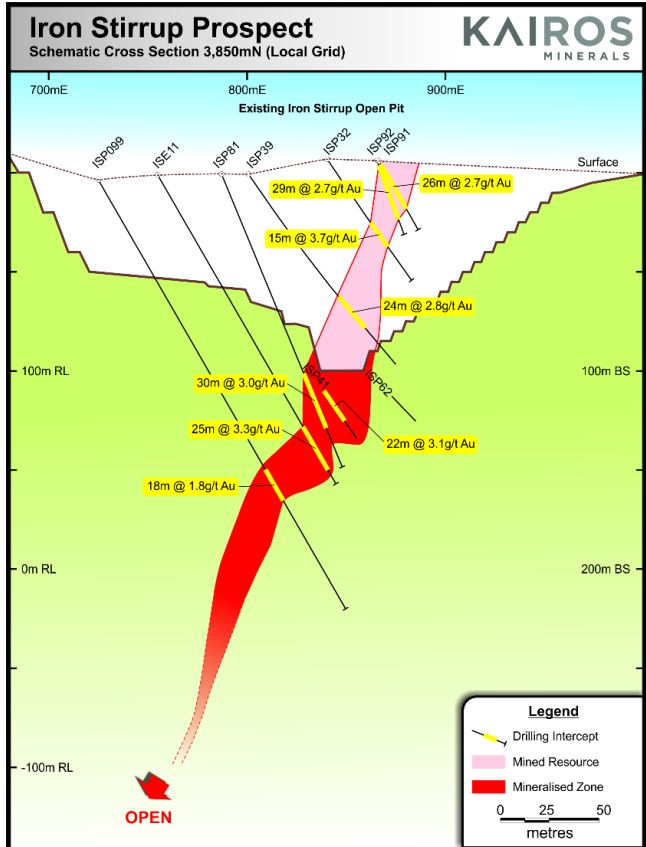 Iron Stirrup Prospect
Schematic Cross Section 3,850mN (Local Grid)
KAIROS
MINERALS
700mE
800mE
900mE
Existing Iron Stirrup Open Pit
ISP099
ISE11
ISP81
ISP39
ISP32
ISP92
ISP91
Surface
29m @ 2.7g/t Au
26m @ 2.7g/t Au
15m @ 3.7g/t Au
24m @ 2.8g/t Au
100m RL
100m BS
ISP41
ISP62
30m @ 3.0g/t Au
25m @ 3.3g/t Au
22m @ 3.1g/t Au
18m @ 1.8g/t Au
0m RL
200m BS
-100m RL
OPEN
Legend
Drilling Intercept
Mined Resource
Mineralised Zone
0 25 50
metres